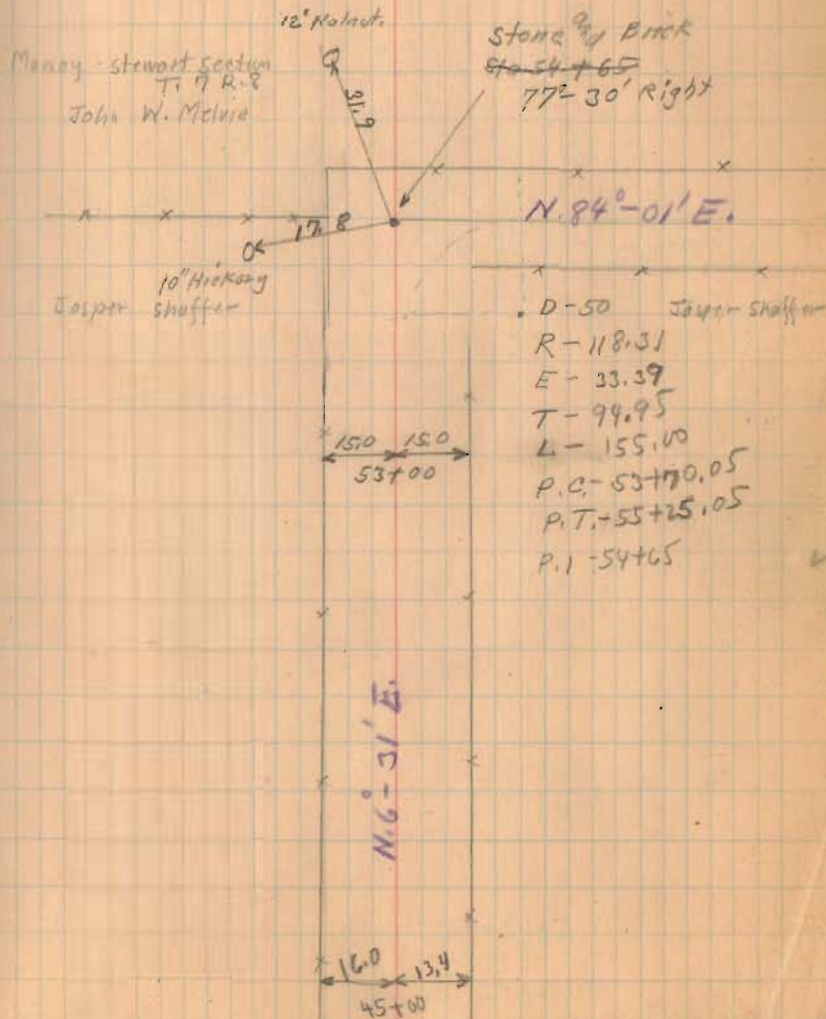 12" Walnut.
Stone and Brick
Sta 54+65
77°-30' Right
Money-Stewart Section
T. 7 R. 8
John W. Melvin
31.9
N. 84°-01' E.
17.8
10" Hickory
Jasper Shaffer
D-50 Jasper Shaffer
R-118.31
E-33.39
T-94.95
L-155.00
P.C.-53+70.05
P.T.-55+25.05
P.I-54+65
15.0 15.0
53+00
N. 6°-31' E.
16.0 13.4
45+00